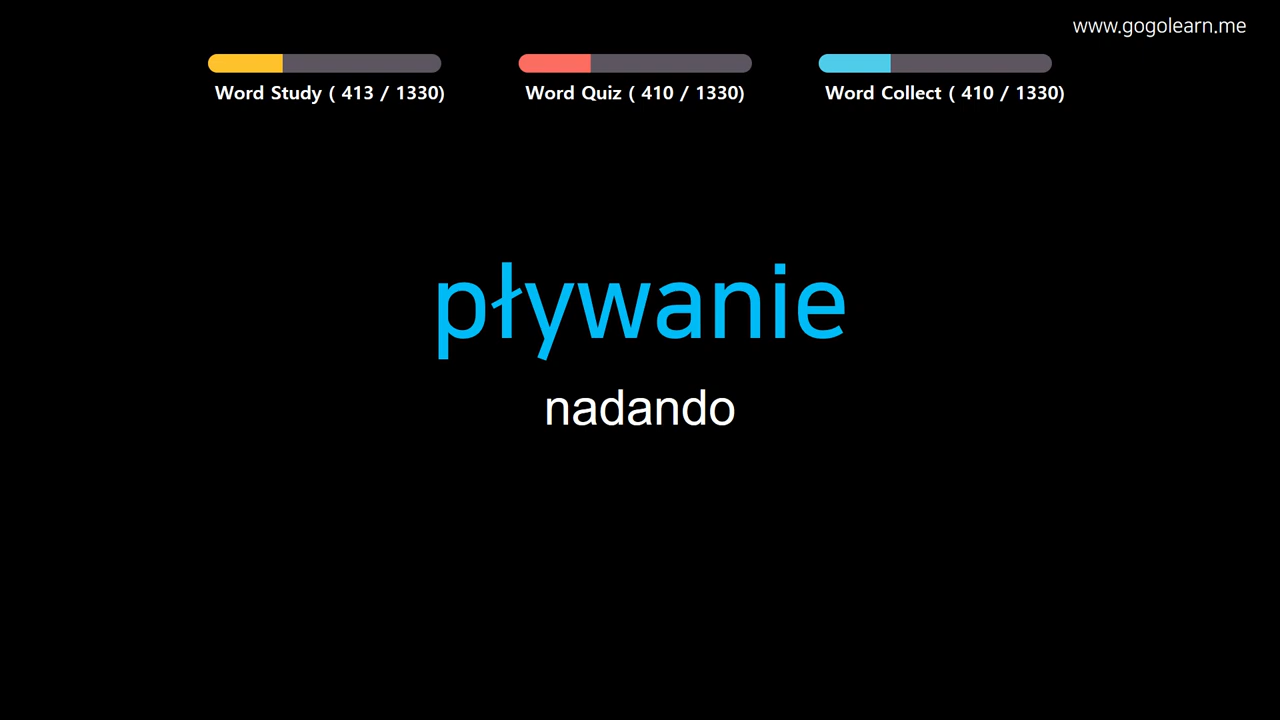 www.gogolearn.me
Word Study ( 413 / 1330)
Word Quiz ( 410 / 1330)
Word Collect ( 410 / 1330)
pływanie
nadando